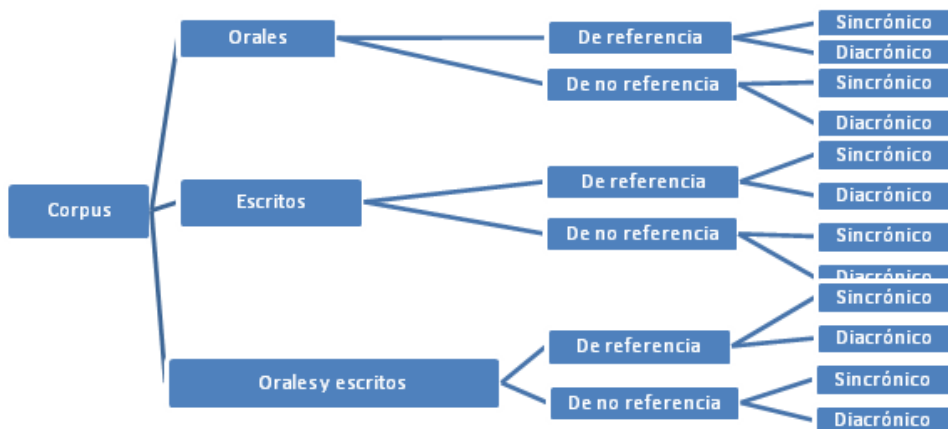 Corpus
Orales
De referencia
Sincrónico
Diacrónico
De no referencia
Sincrónico
Diacrónico
Escritos
De referencia
Sincrónico
Diacrónico
De no referencia
Sincrónico
Diacrónico
Orales y escritos
De referencia
Sincrónico
Diacrónico
De no referencia
Sincrónico
Diacrónico